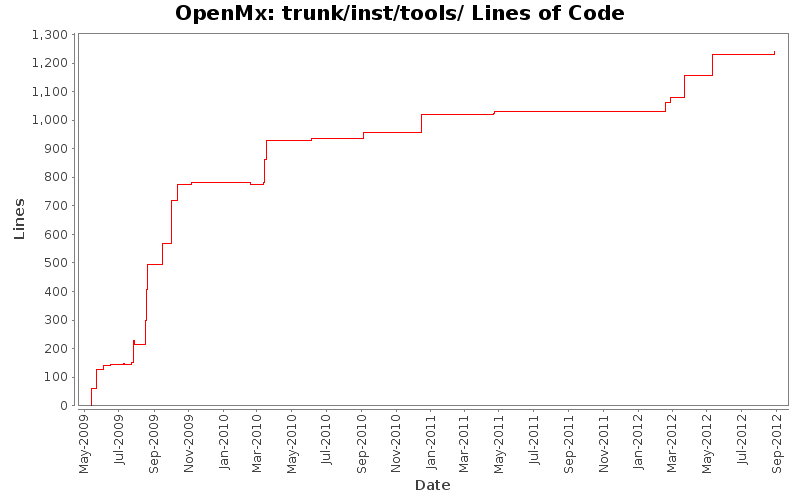 OpenMx: trunk/inst/tools/ Lines of Code
1,300
1,200
1,100
1,000
900
800
700
600
500
400
300
200
100
0
Lines
May-2009
Jul-2009
Sep-2009
Nov-2009
Jan-2010
Mar-2010
May-2010
Jul-2010
Sep-2010
Nov-2010
Jan-2011
Mar-2011
May-2011
Jul-2011
Sep-2011
Nov-2011
Jan-2012
Mar-2012
May-2012
Jul-2012
Sep-2012
Date